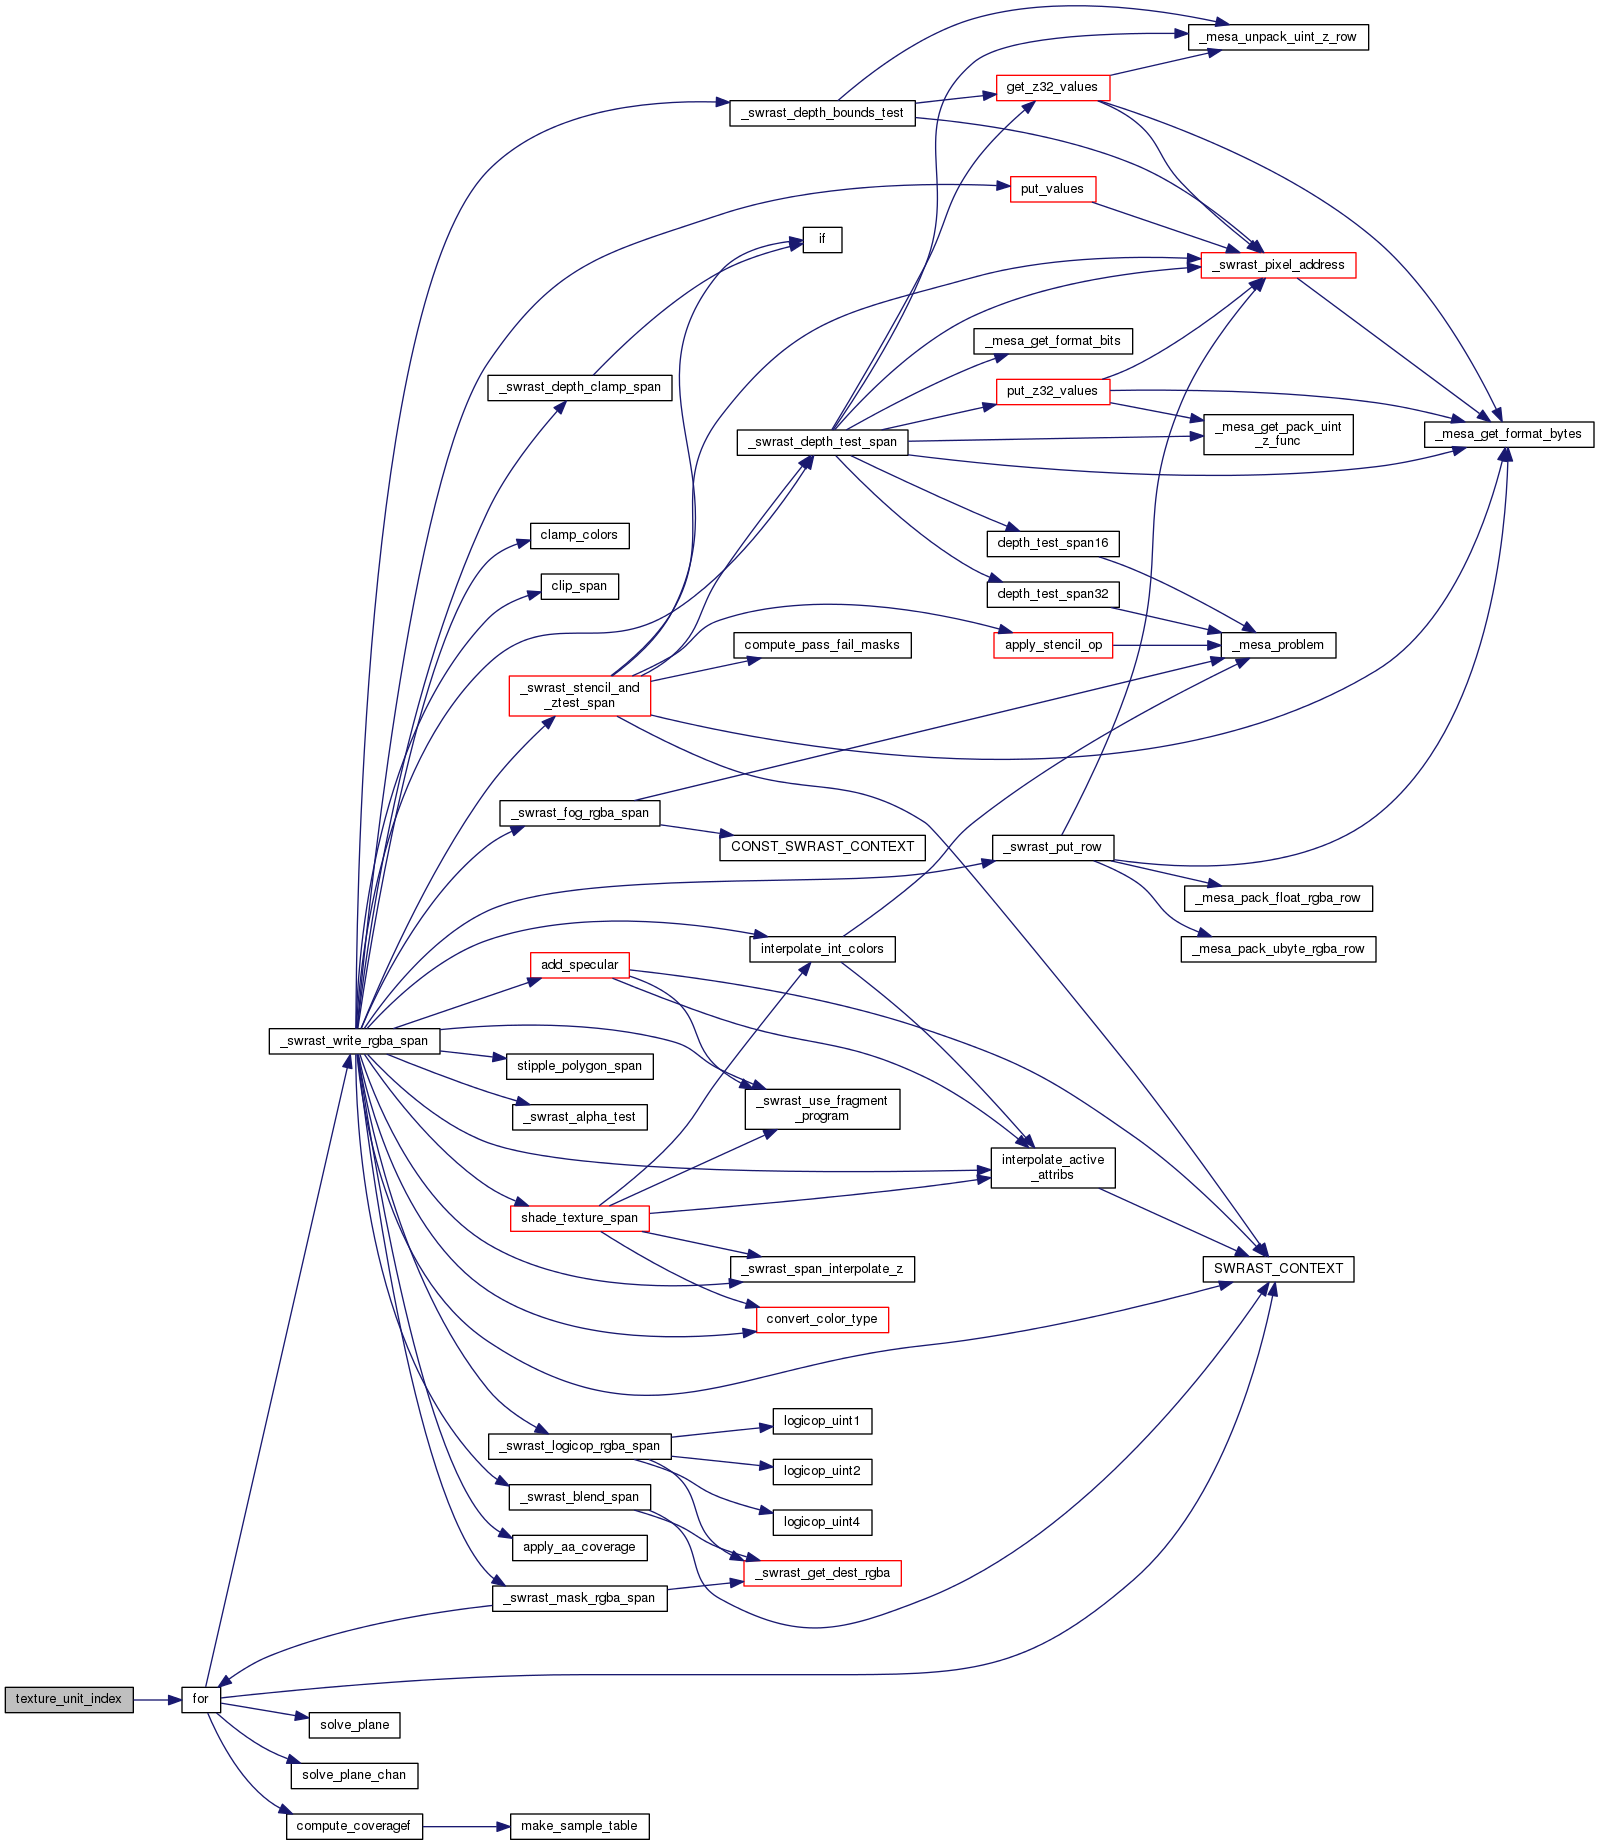 _mesa_unpack_uint_z_row
get_z32_values
_swrast_depth_bounds_test
put_values
if
_swrast_pixel_address
_mesa_get_format_bits
_swrast_depth_clamp_span
put_z32_values
_mesa_get_pack_uint
_z_func
_mesa_get_format_bytes
_swrast_depth_test_span
clamp_colors
depth_test_span16
clip_span
depth_test_span32
compute_pass_fail_masks
apply_stencil_op
_mesa_problem
_swrast_stencil_and
_ztest_span
_swrast_fog_rgba_span
CONST_SWRAST_CONTEXT
_swrast_put_row
_mesa_pack_float_rgba_row
interpolate_int_colors
_mesa_pack_ubyte_rgba_row
add_specular
_swrast_write_rgba_span
stipple_polygon_span
_swrast_use_fragment
_program
_swrast_alpha_test
interpolate_active
_attribs
shade_texture_span
_swrast_span_interpolate_z
SWRAST_CONTEXT
convert_color_type
logicop_uint1
_swrast_logicop_rgba_span
logicop_uint2
_swrast_blend_span
logicop_uint4
apply_aa_coverage
_swrast_get_dest_rgba
_swrast_mask_rgba_span
texture_unit_index
for
solve_plane
solve_plane_chan
compute_coveragef
make_sample_table